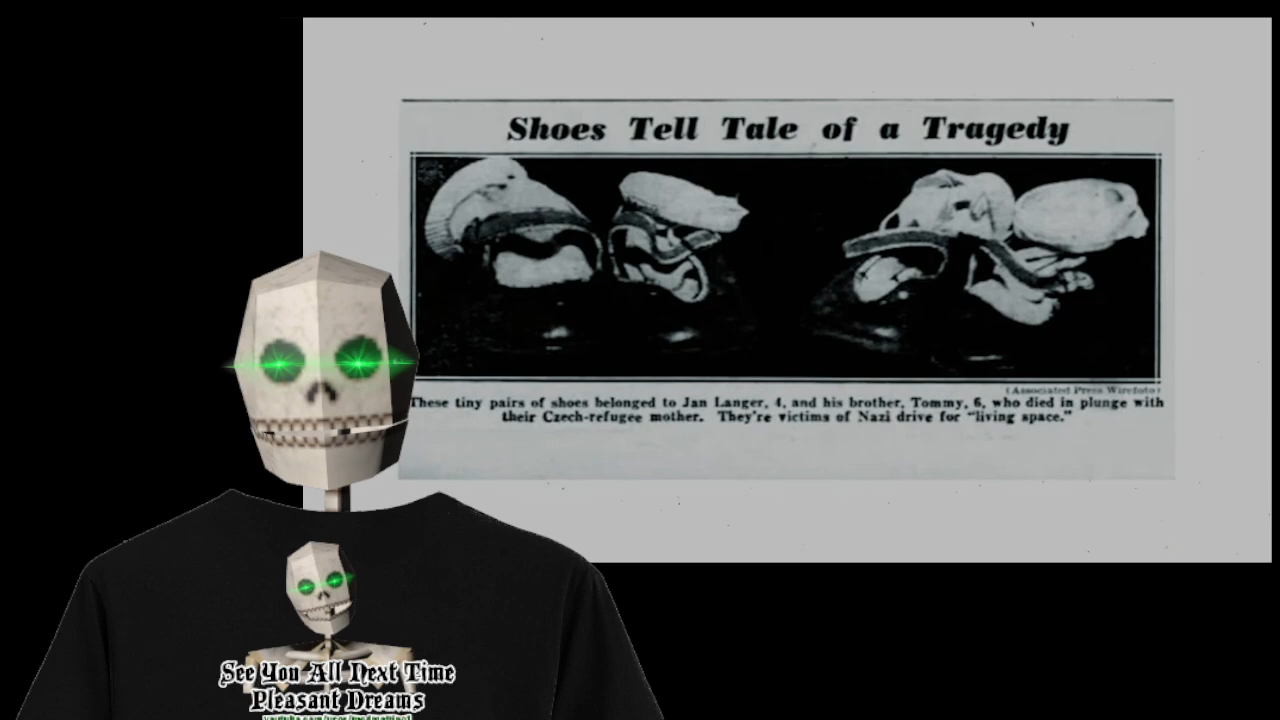 Shoes Tell Tale of a Tragedy
(Associated Press Wirefoto)
These tiny pairs of shoes belonged to Jan Langer, 4, and his brother, Tommy, 6, who died in plunge with
their Czech-refugee mother. They're victims of Nazi drive for "living space."
See You All Next Time
Pleasant Dreams